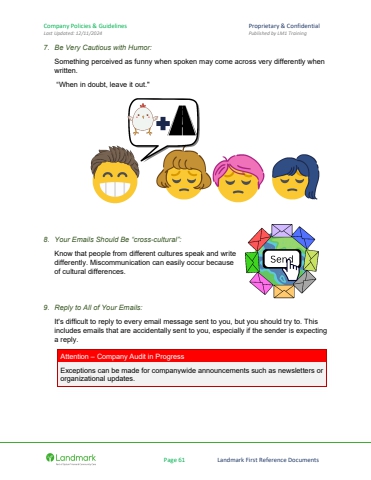 Company Policies & Guidelines
Proprietary & Confidential
Last Updated: 12/11/2024
Published by LMS Training
7. Be Very Cautious with Humor:
Something perceived as funny when spoken may come across very differently when
written.
"When in doubt, leave it out."
8. Your Emails Should Be "cross-cultural":
Know that people from different cultures speak and write
differently. Miscommunication can easily occur because
of cultural differences.
Send
9. Reply to All of Your Emails:
It's difficult to reply to every email message sent to you, but you should try to. This
includes emails that are accidentally sent to you, especially if the sender is expecting
a reply.
Attention – Company Audit in Progress
Exceptions can be made for companywide announcements such as newsletters or
organizational updates.
Landmark
Page 61
Landmark First Reference Documents